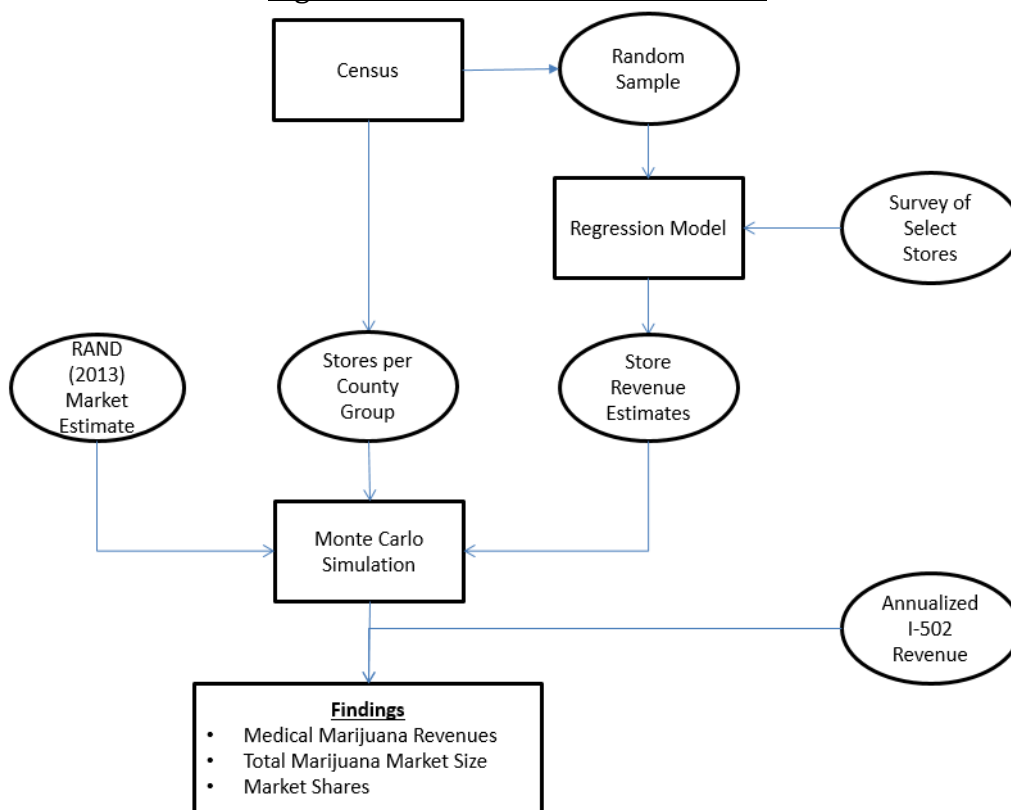 Census
Random
Sample
Regression Model
Survey of
Select
Stores
RAND
(2013)
Market
Estimate
Stores per
County
Group
Store
Revenue
Estimates
Monte Carlo
Simulation
Annualized
I-502
Revenue
Findings
• Medical Marijuana Revenues
• Total Marijuana Market Size
• Market Shares